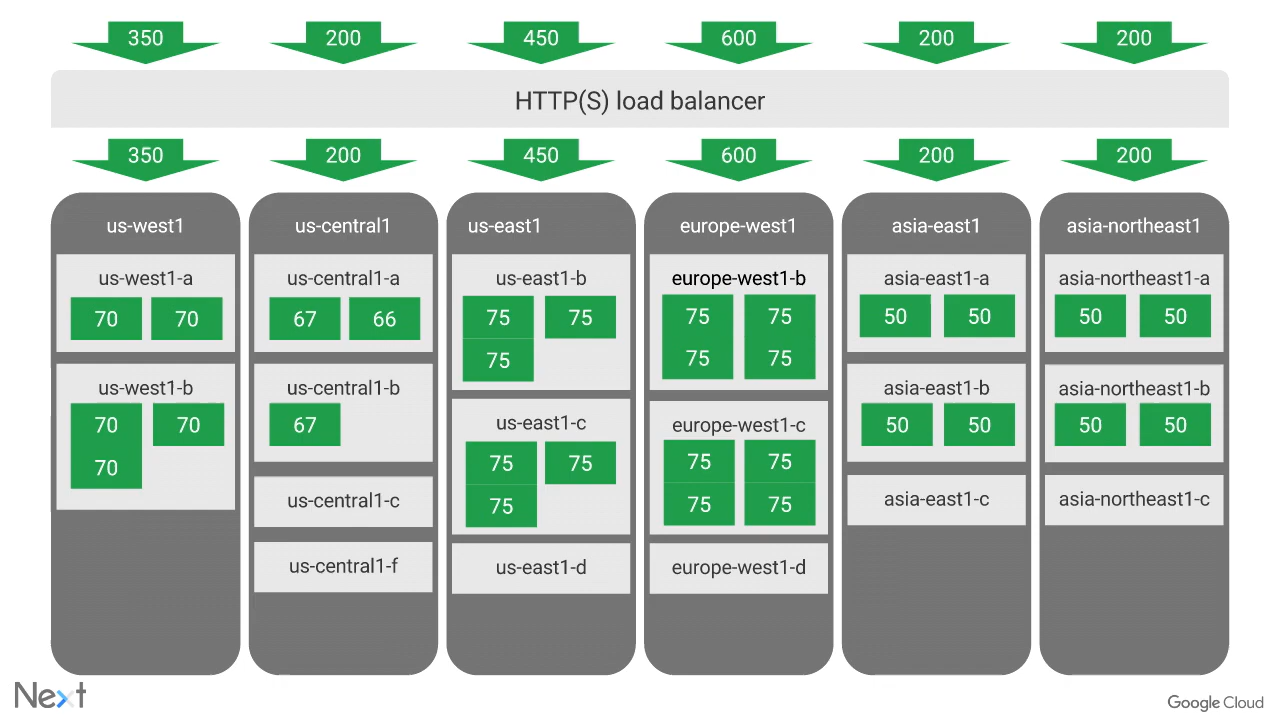 350 200 450 600 200 200
HTTP(S) load balancer
350 200 450 600 200 200
us-west1
us-west1-a
70 70
us-west1-b
70 70
70
us-central1
us-central1-a
67 66
us-central1-b
67
us-central1-c
us-central1-f
us-east1
us-east1-b
75 75
75
us-east1-c
75 75
75
us-east1-d
europe-west1
europe-west1-b
75 75
75 75
europe-west1-c
75 75
75 75
europe-west1-d
asia-east1
asia-east1-a
50 50
asia-east1-b
50 50
asia-east1-c
asia-northeast1
asia-northeast1-a
50 50
asia-northeast1-b
50 50
asia-northeast1-c
Next
Google Cloud